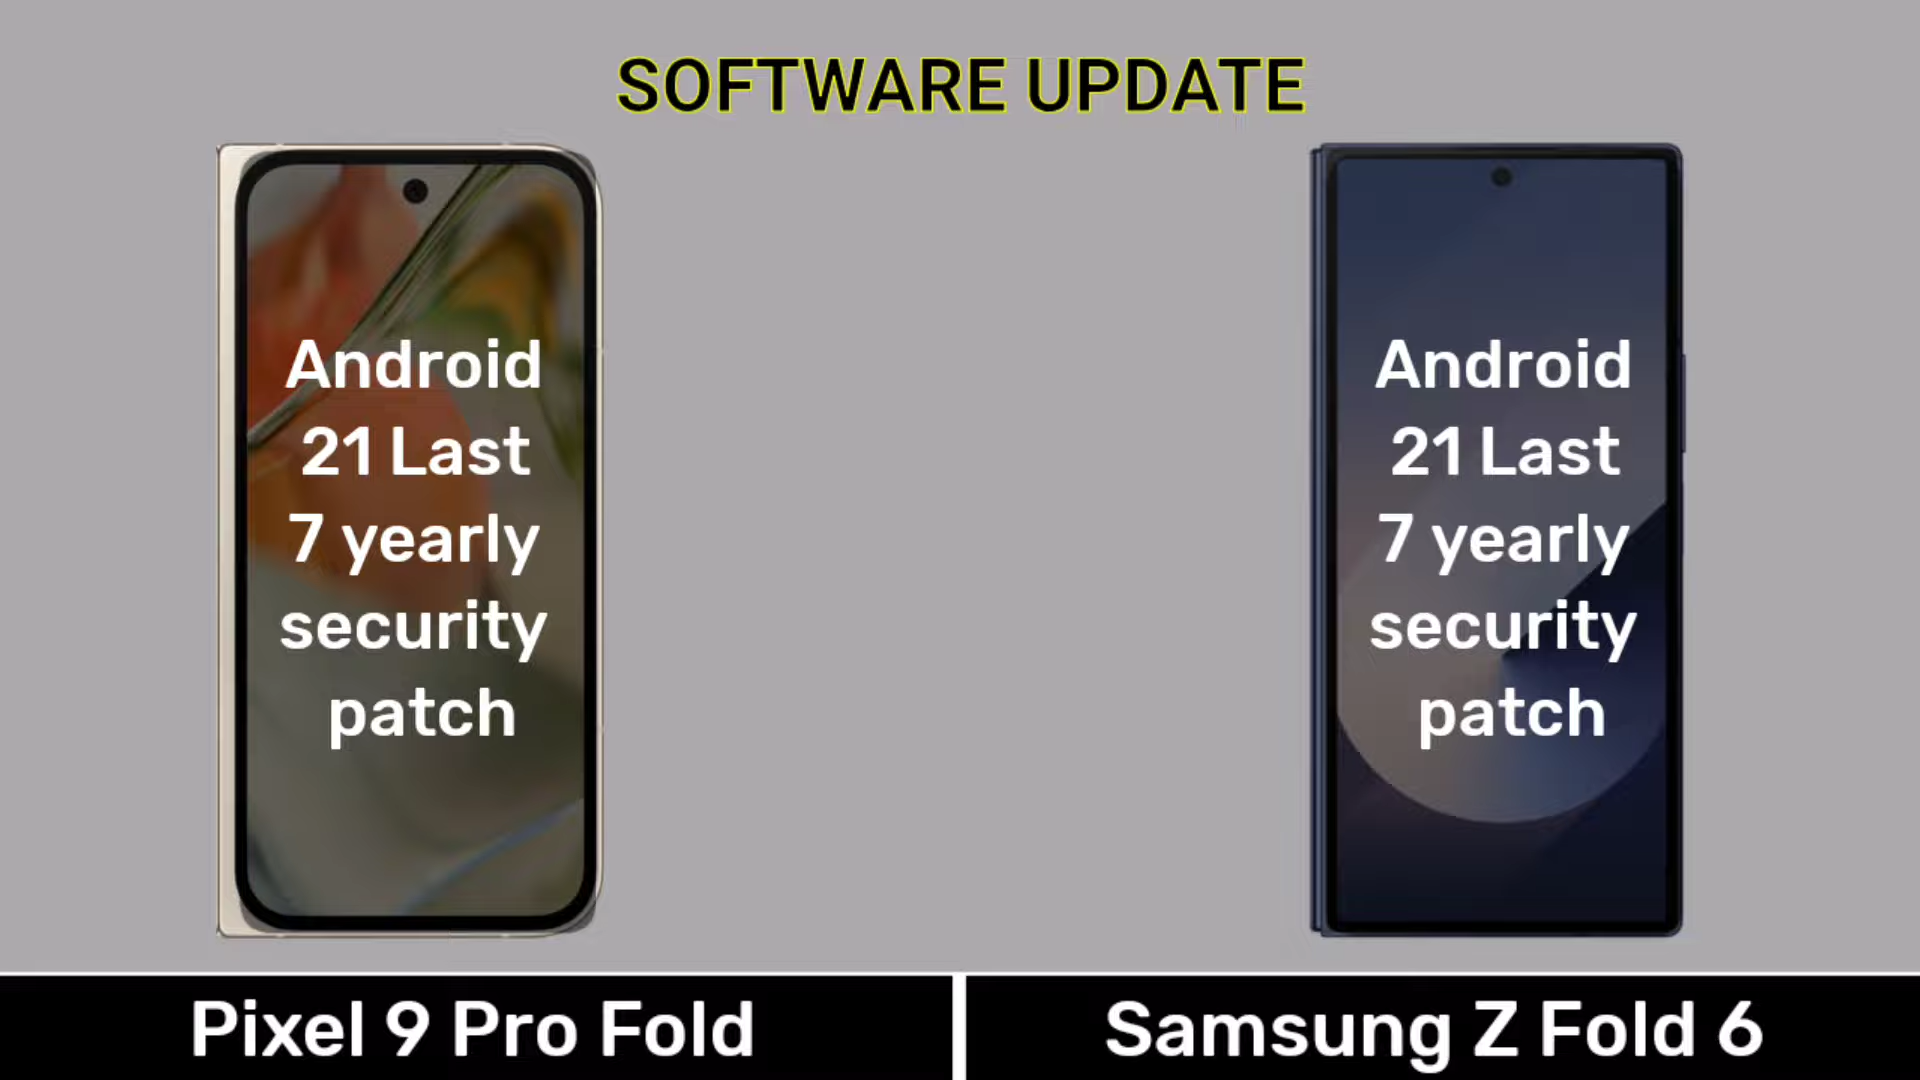 SOFTWARE UPDATE
Android
21 Last
7 yearly
security
patch
Android
21 Last
7 yearly
security
patch
Pixel 9 Pro Fold
Samsung Z Fold 6